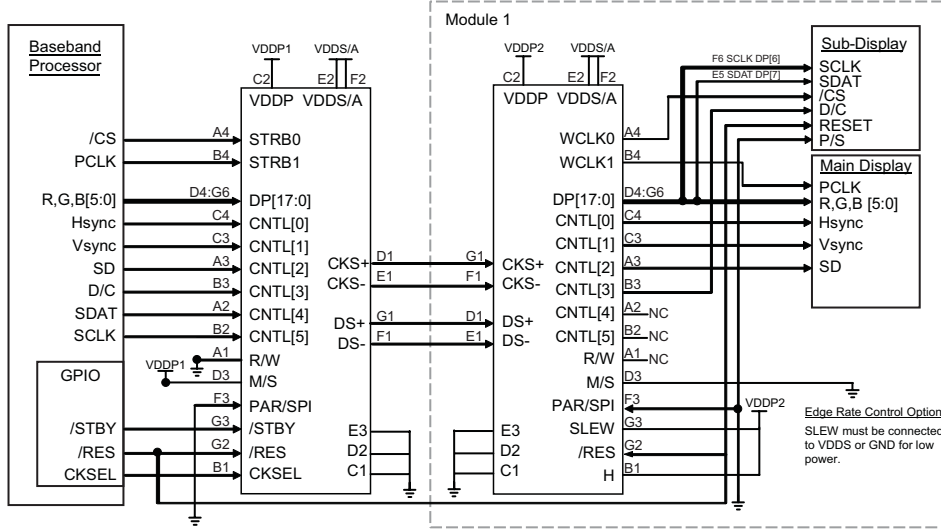 Module 1
Baseband
Processor
/CS
PCLK
R,G,B[5:0]
Hsync
Vsync
SD
D/C
SDAT
SCLK
GPIO
/STBY
/RES
CKSEL
VDDP1
VDDS/A
C2
E2
F2
VDDP VDDS/A
A4
B4
D4:G6
C4
C3
A3
B3
A2
B2
A1
D3
F3
G3
G2
B1
VDDP1
STRB0
STRB1
DP[17:0]
CNTL[0]
CNTL[1]
CNTL[2]
CNTL[3]
CNTL[4]
CNTL[5]
R/W
M/S
PAR/SPI
/STBY
/RES
CKSEL
CKS+
CKS-
DS+
DS-
E3
D2
C1
D1
E1
G1
F1
G1
F1
D1
E1
VDDP2
VDDS/A
C2
E2
F2
VDDP VDDS/A
CKS+
CKS-
DS+
DS-
E3
D2
C1
WCLK0
WCLK1
DP[17:0]
CNTL[0]
CNTL[1]
CNTL[2]
CNTL[3]
CNTL[4]
CNTL[5]
R/W
M/S
PAR/SPI
SLEW
/RES
H
A4
B4
D4:G6
C4
C3
A3
B3
A2 NC
B2 NC
A1 NC
D3
F3
G3
G2
B1
VDDP2
F6 SCLK DP[6]
E5 SDAT DP[7]
Sub-Display
SCLK
SDAT
/CS
D/C
RESET
P/S
Main Display
PCLK
R,G,B [5:0]
Hsync
Vsync
SD
Edge Rate Control Option
SLEW must be connected
to VDDS or GND for low
power.